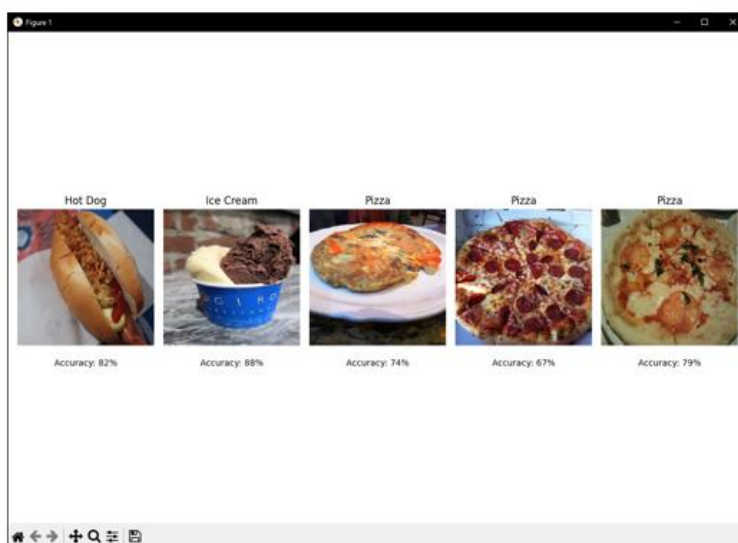 Figure 1
Hot Dog
Ice Cream
Pizza
Pizza
Pizza
Accuracy: 82%
Accuracy: 88%
Accuracy: 74%
Accuracy: 67%
Accuracy: 79%